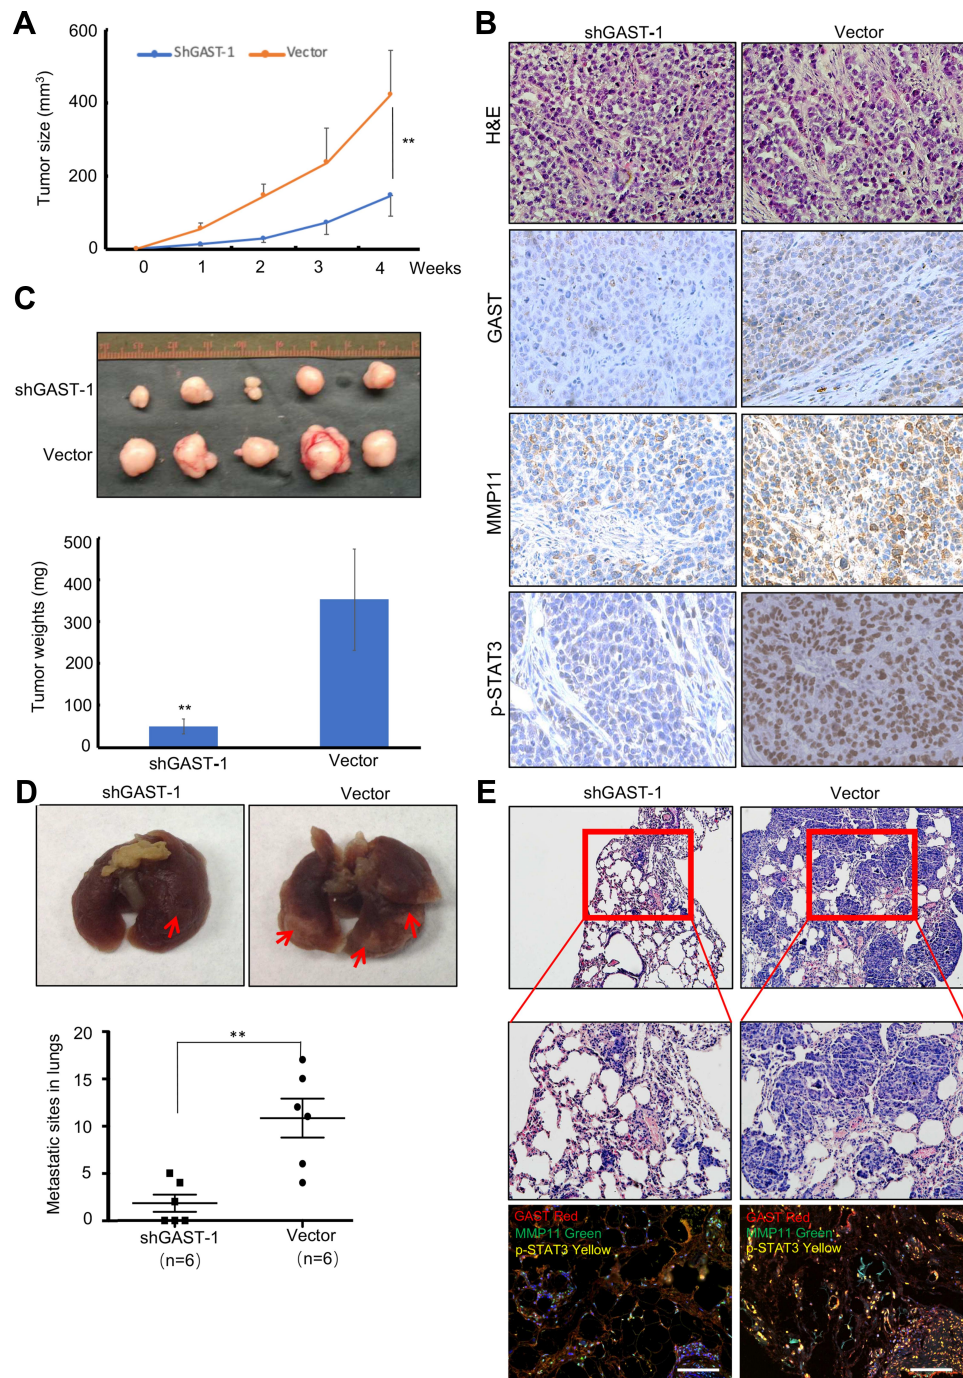 A
600
400
200
0
Tumor size (mm³)
ShGAST-1
Vector
**
0
1
2
3
4
Weeks
B
shGAST-1
Vector
H&E
GAST
MMP11
p-STAT3
C
shGAST-1
Vector
500
400
300
200
100
0
Tumor weights (mg)
**
shGAST-1
Vector
D
shGAST-1
Vector
20
15
10
5
0
Metastatic sites in lungs
**
shGAST-1
(n=6)
Vector
(n=6)
E
shGAST-1
Vector
GAST Red
MMP11 Green
p-STAT3 Yellow
GAST Red
MMP11 Green
p-STAT3 Yellow